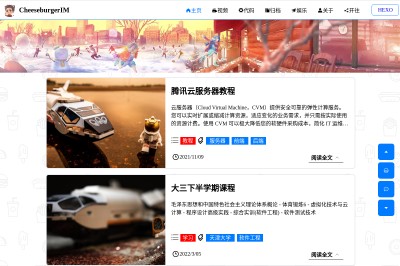 CheeseburgerIM
主页 视频 代码 归档 娱乐 关于 开往 HEXO
腾讯云服务器教程
云服务器（Cloud Virtual Machine，CVM）提供安全可靠的弹性计算服务。
您可以实时扩展或缩减计算资源，适应变化的业务需求，并只需按实际使用
的资源计费。使用 CVM 可以极大降低您的软硬件采购成本，简化 IT 运维...
教程 服务器 前端 后端
2021/11/09 阅读全文
大三下半学期课程
毛泽东思想和中国特色社会主义理论体系概论 - 体育锻炼6 - 虚拟化技术与云
计算 - 程序设计高级实践 - 综合实训(软件工程) - 软件测试技术
学习 天津大学 软件工程
2022/3/05 阅读全文